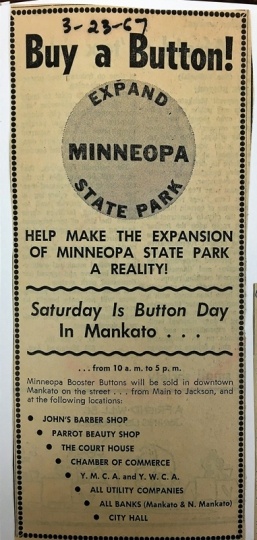 3-23-67
Buy a Button!
EXPAND
MINNEOPA
STATE PARK
HELP MAKE THE EXPANSION
OF MINNEOPA STATE PARK
A REALITY!
Saturday Is Button Day
In Mankato . . .
. . . from 10 a. m. to 5 p. m.
Minneopa Booster Buttons will be sold in downtown
Mankato on the street . . . from Main to Jackson, and
at the following locations:
• JOHN'S BARBER SHOP
• PARROT BEAUTY SHOP
• THE COURT HOUSE
• CHAMBER OF COMMERCE
• Y. M. C. A. and Y. W. C. A.
• ALL UTILITY COMPANIES
• ALL BANKS (Mankato & N. Mankato)
• CITY HALL